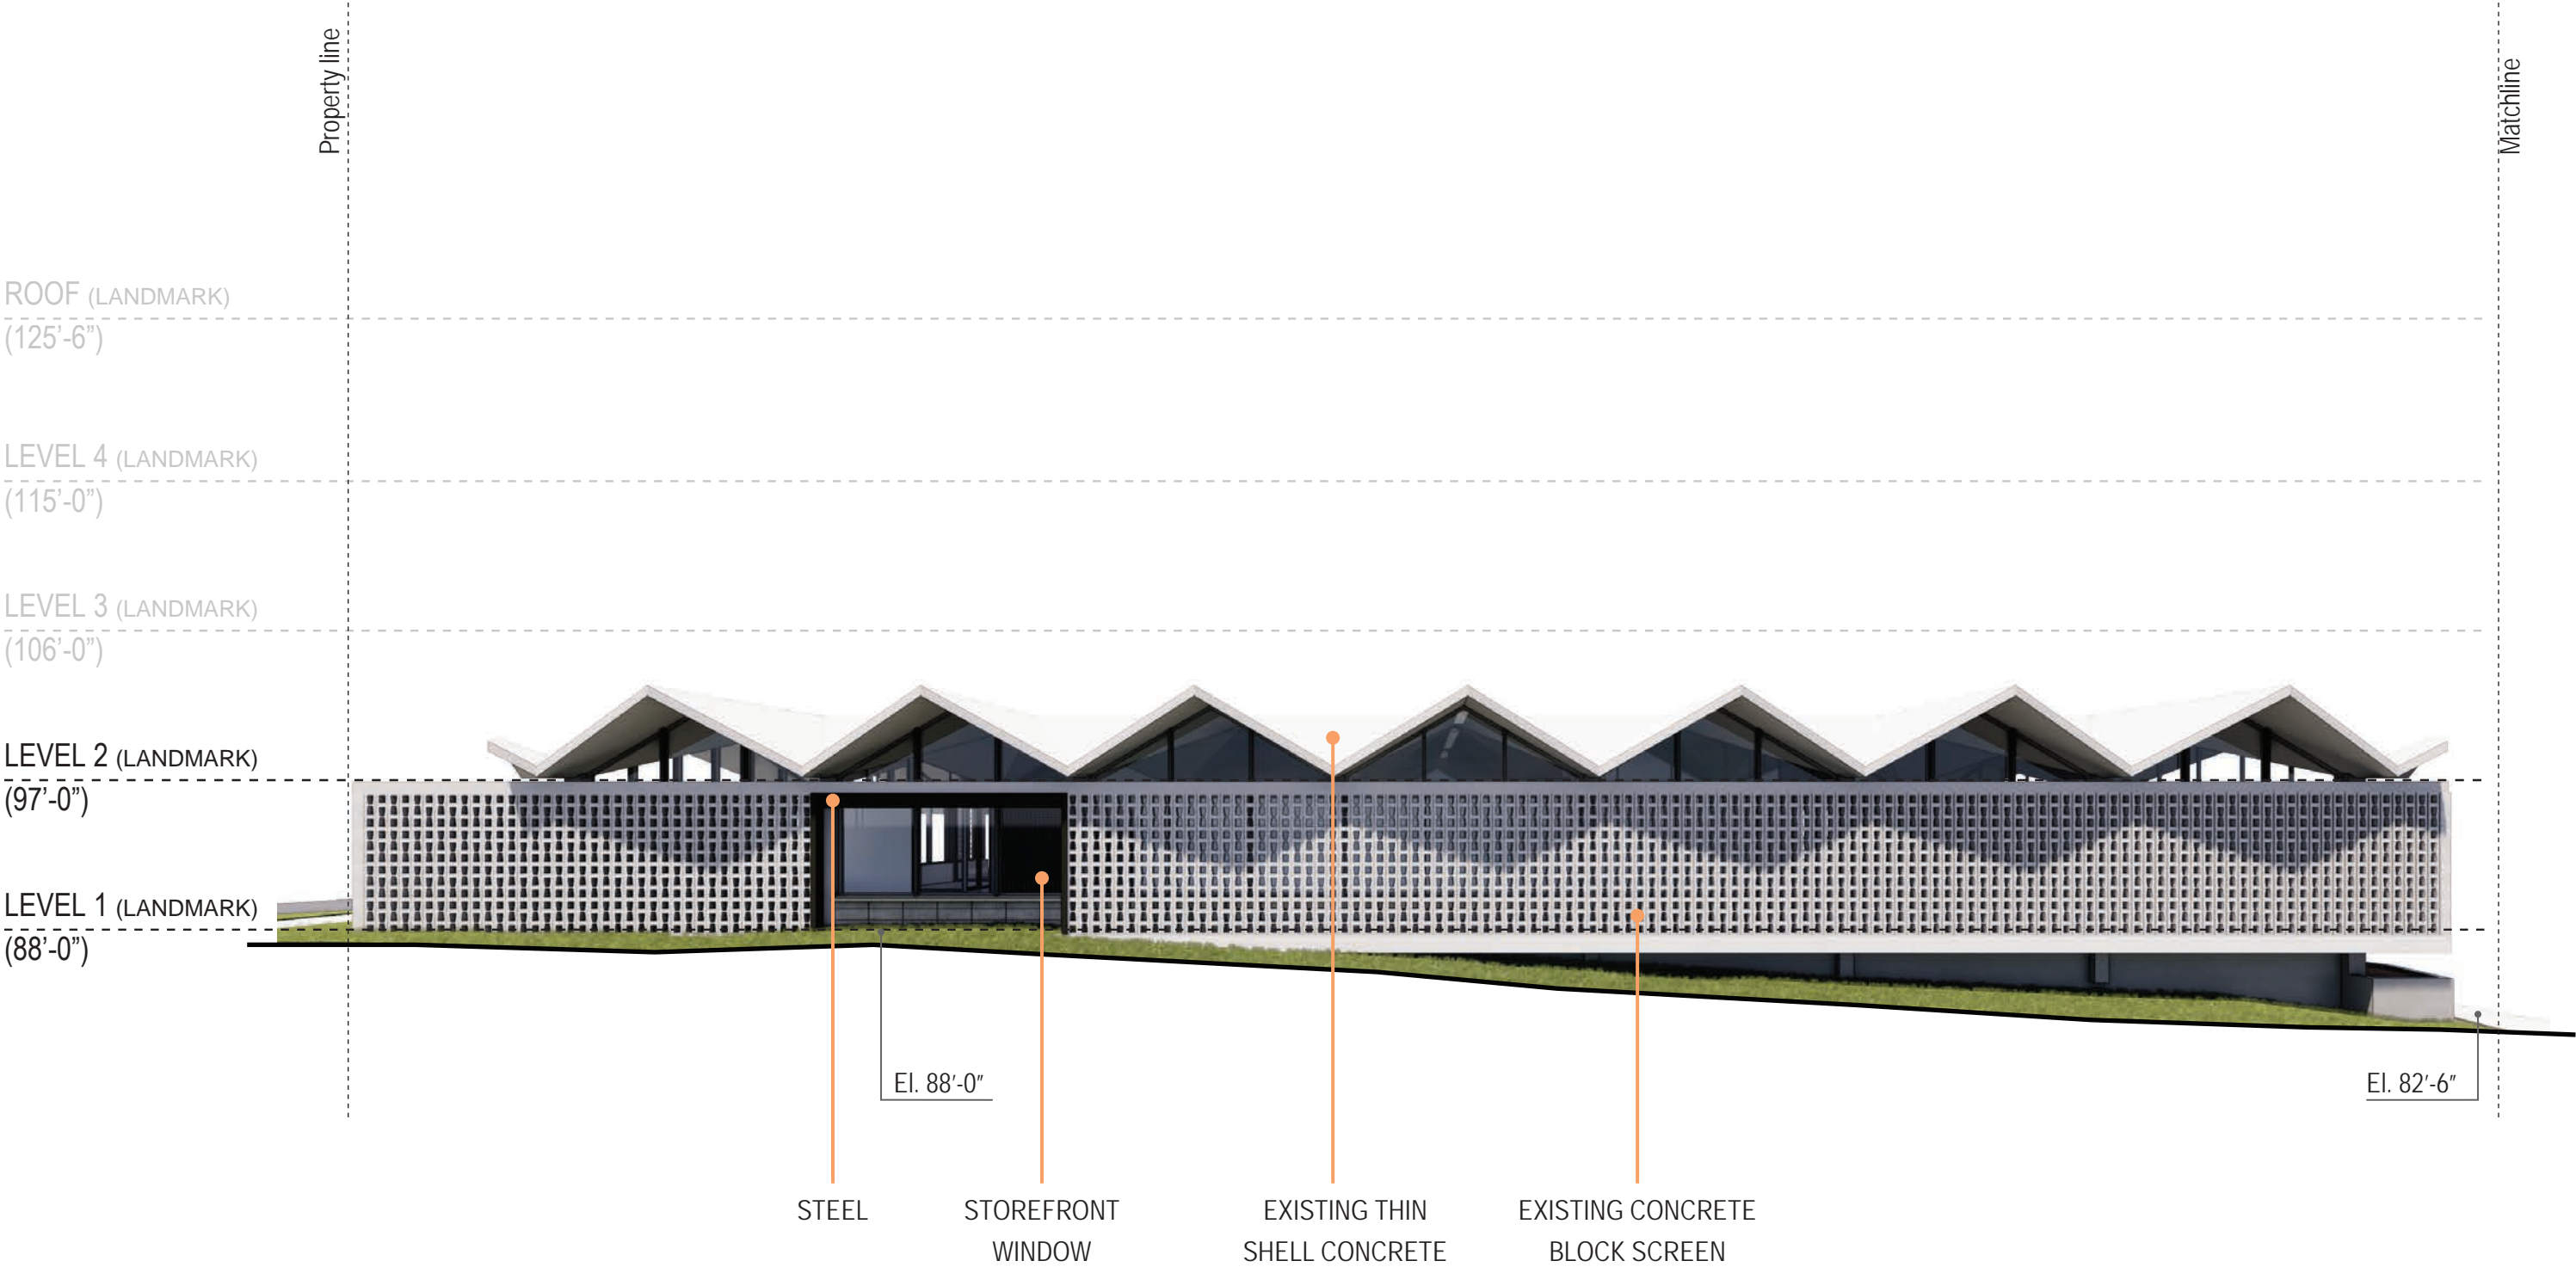 Property line
Matchline
ROOF (LANDMARK)
(125’-6”)
LEVEL 4 (LANDMARK)
(115’-0”)
LEVEL 3 (LANDMARK)
(106’-0”)
LEVEL 2 (LANDMARK)
(97’-0”)
LEVEL 1 (LANDMARK)
(88’-0”)
El. 88’-0”
El. 82’-6”
STEEL
STOREFRONT
WINDOW
EXISTING THIN
SHELL CONCRETE
EXISTING CONCRETE
BLOCK SCREEN